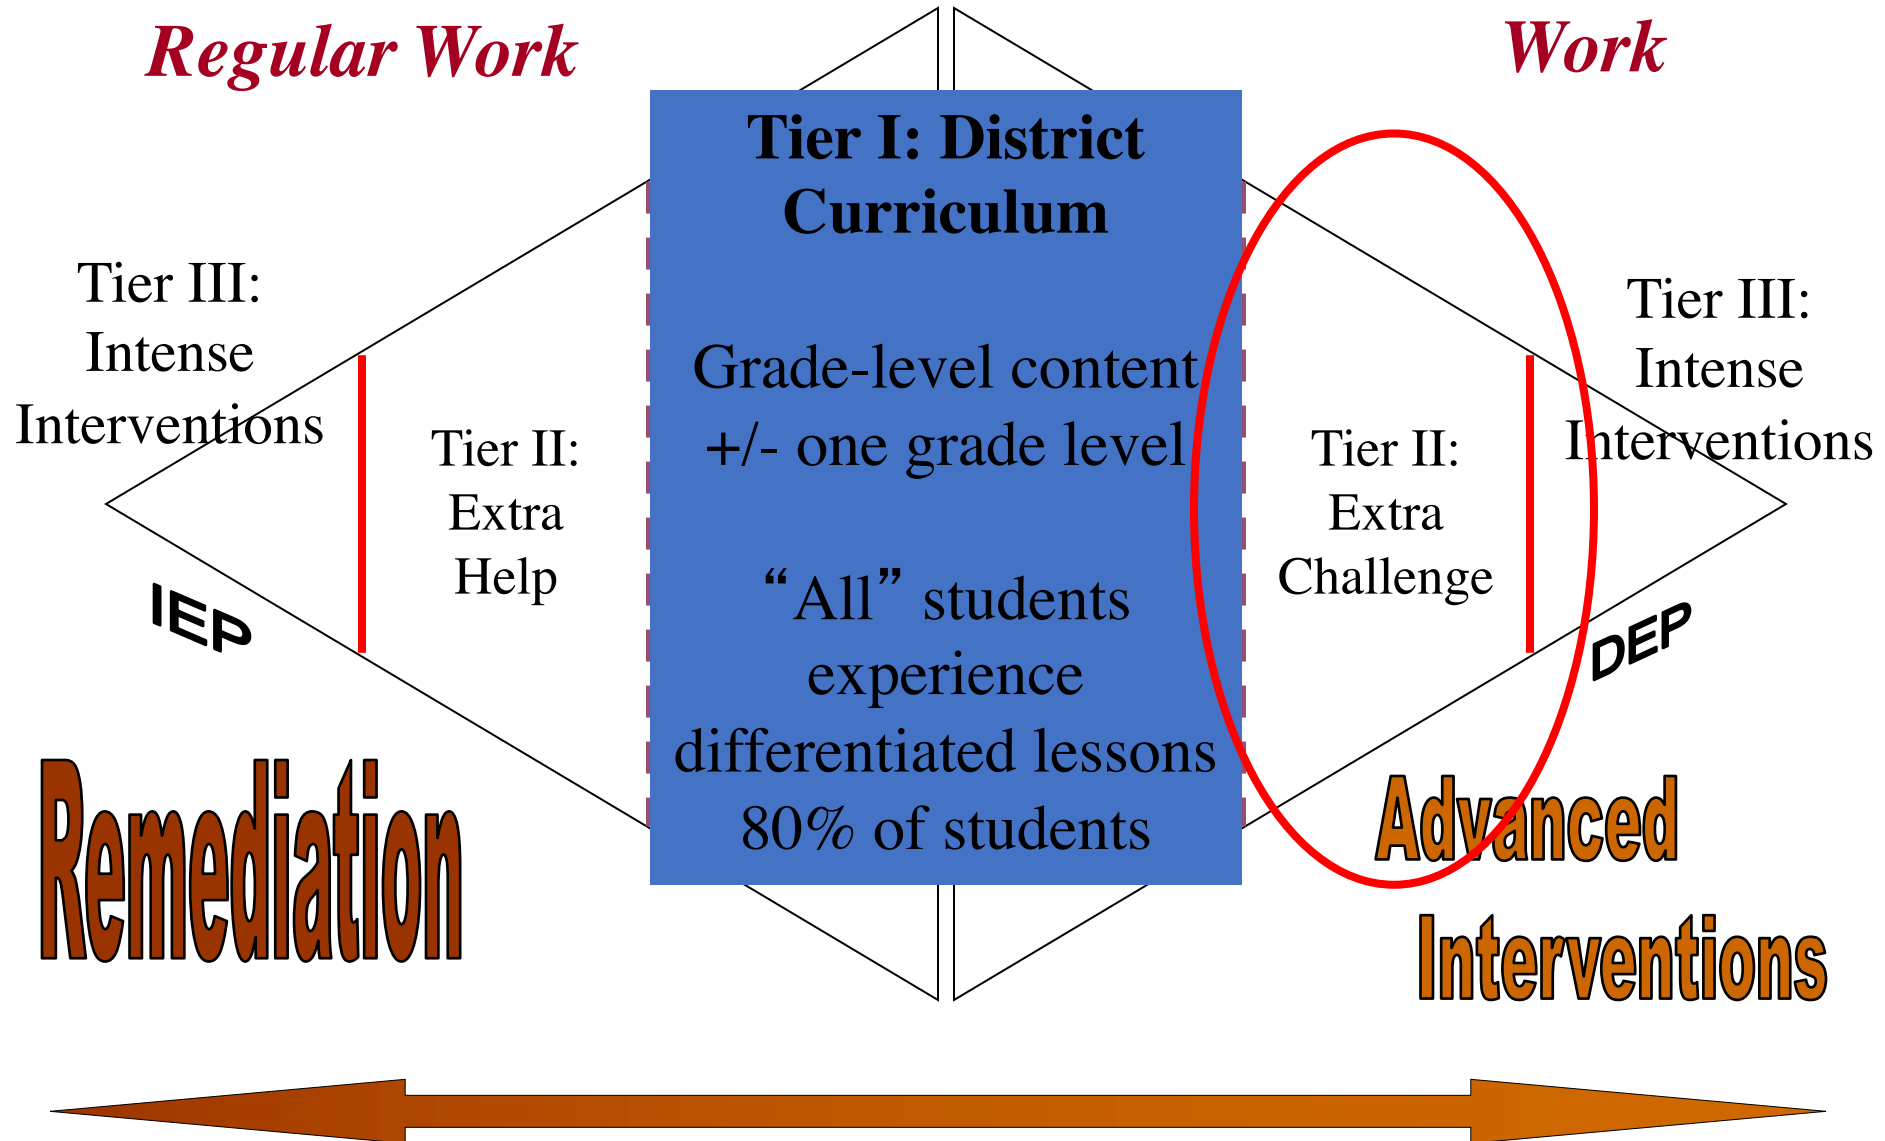 Regular Work
Work
Tier I: District
Curriculum
Grade-level content
+/- one grade level
“All” students
experience
differentiated lessons
80% of students
Tier III:
Intense
Interventions
Tier II:
Extra
Help
IEP
Remediation
Tier II:
Extra
Challenge
Tier III:
Intense
Interventions
DEP
Advanced
Interventions